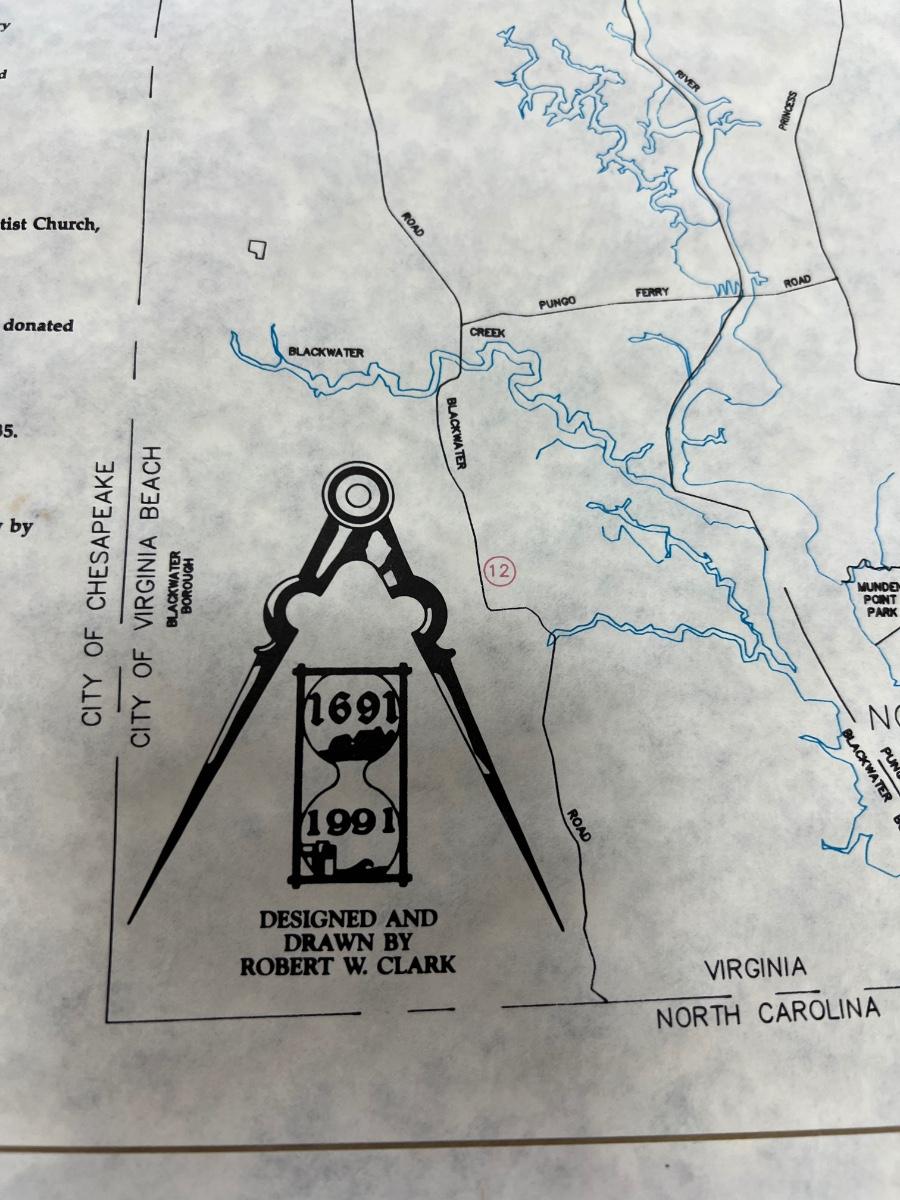 RIVER
PRINCESS
tist Church,
ROAD
PUNGO FERRY ROAD
donated
CREEK
BLACKWATER
BLACKWATER
35.
CITY OF CHESAPEAKE
CITY OF VIRGINIA BEACH
BLACKWATER
BOROUGH
by
12
MUNDEN
POINT
PARK
1691
NO
BLACKWATER
PUNG
1991
ROAD
DESIGNED AND
DRAWN BY
ROBERT W. CLARK
VIRGINIA
NORTH CAROLINA